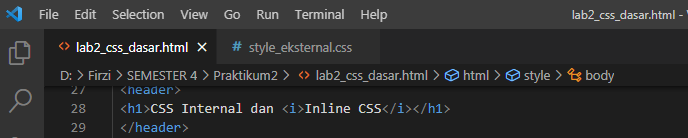 File Edit Selection View Go Run Terminal Help lab2_css_dasar.html - V
lab2_css_dasar.html × # style_eksternal.css
D: > Firzi > SEMESTER 4 > Praktikum2 > lab2_css_dasar.html > html > style > body
27 <header>
28 <h1>CSS Internal dan <i>Inline CSS</i></h1>
29 </header>